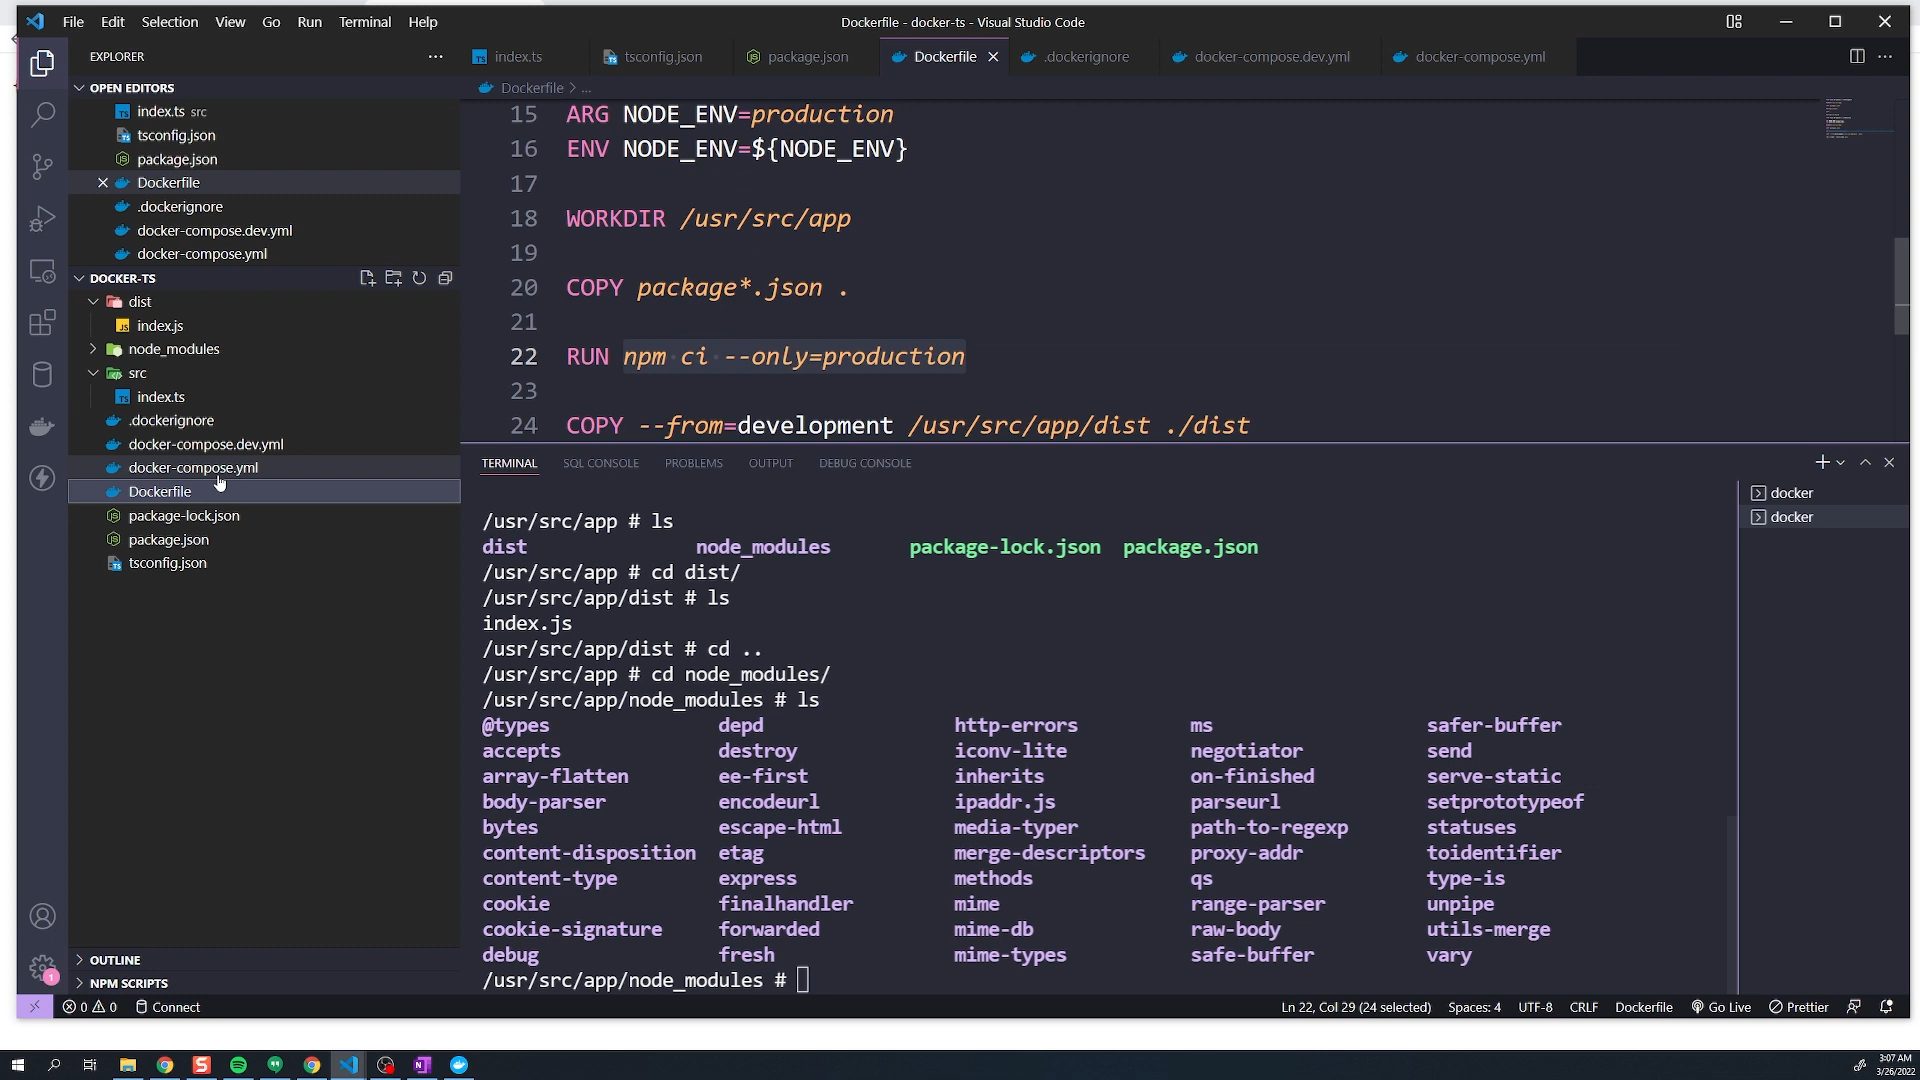 File Edit Selection View Go Run Terminal Help
Dockerfile - docker-ts - Visual Studio Code
EXPLORER
index.ts tsconfig.json package.json Dockerfile .dockerignore docker-compose.dev.yml docker-compose.yml
OPEN EDITORS
index.ts src
tsconfig.json
package.json
Dockerfile
.dockerignore
docker-compose.dev.yml
docker-compose.yml
DOCKER-TS
dist
index.js
node_modules
src
index.ts
.dockerignore
docker-compose.dev.yml
docker-compose.yml
Dockerfile
package-lock.json
package.json
tsconfig.json
OUTLINE
NPM SCRIPTS
Dockerfile > ...
15 ARG NODE_ENV=production
16 ENV NODE_ENV=${NODE_ENV}
17
18 WORKDIR /usr/src/app
19
20 COPY package*.json .
21
22 RUN npm ci --only=production
23
24 COPY --from=development /usr/src/app/dist ./dist
TERMINAL SQL CONSOLE PROBLEMS OUTPUT DEBUG CONSOLE
docker
docker
/usr/src/app # ls
dist node_modules package-lock.json package.json
/usr/src/app # cd dist/
/usr/src/app/dist # ls
index.js
/usr/src/app/dist # cd ..
/usr/src/app # cd node_modules/
/usr/src/app/node_modules # ls
@types depd http-errors ms safer-buffer
accepts destroy iconv-lite negotiator send
array-flatten ee-first inherits on-finished serve-static
body-parser encodeurl ipaddr.js parseurl setprototypeof
bytes escape-html media-typer path-to-regexp statuses
content-disposition etag merge-descriptors proxy-addr toidentifier
content-type express methods qs type-is
cookie finalhandler mime range-parser unpipe
cookie-signature forwarded mime-db raw-body utils-merge
debug fresh mime-types safe-buffer vary
/usr/src/app/node_modules #
1
0 0 Connect
Ln 22, Col 29 (24 selected) Spaces: 4 UTF-8 CRLF Dockerfile Go Live Prettier
3:07 AM
3/26/2022